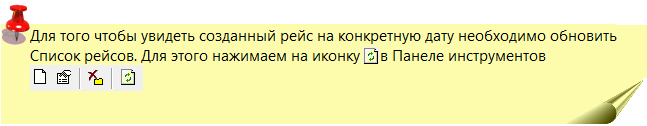 Для того чтобы увидеть созданный рейс на конкретную дату необходимо обновить
Список рейсов. Для этого нажимаем на иконку в Панеле инструментов